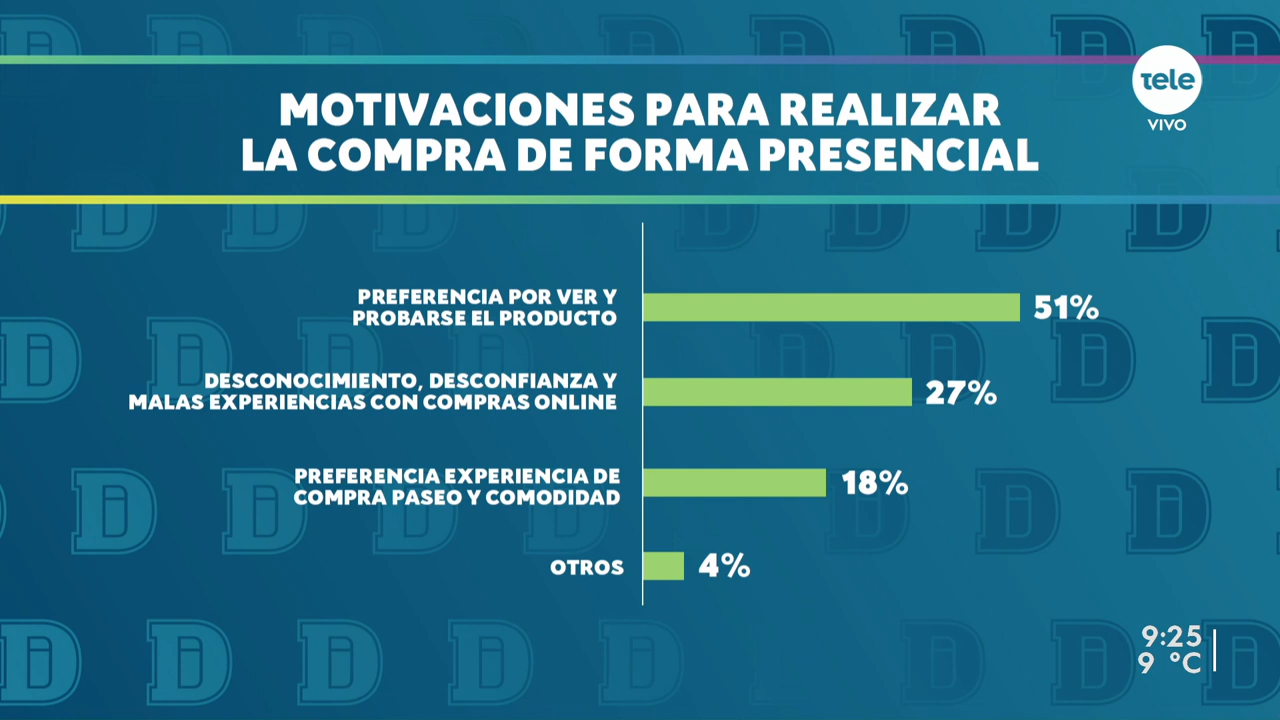 MOTIVACIONES PARA REALIZAR
LA COMPRA DE FORMA PRESENCIAL
tele
VIVO
PREFERENCIA POR VER Y
PROBARSE EL PRODUCTO
51%
DESCONOCIMIENTO, DESCONFIANZA Y
MALAS EXPERIENCIAS CON COMPRAS ONLINE
27%
PREFERENCIA EXPERIENCIA DE
COMPRA PASEO Y COMODIDAD
18%
OTROS
4%
9:25
9 °C